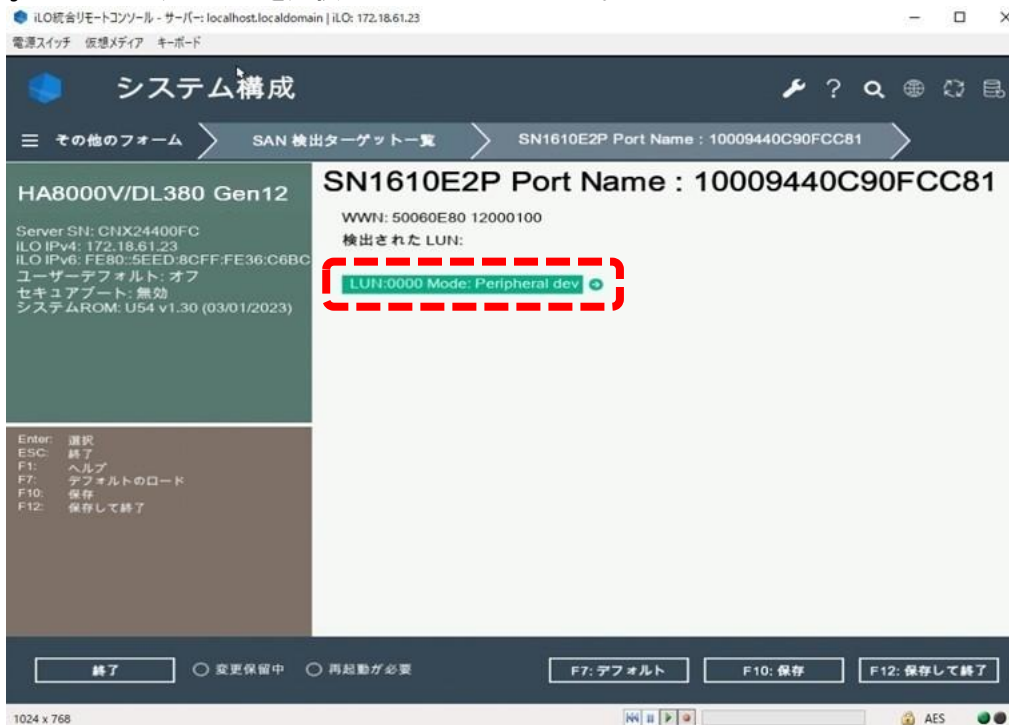 iLO統合リモートコンソール - サーバー: localhost.localdomain | iLO: 172.18.61.23
電源スイッチ 仮想メディア キーボード
システム構成
その他のフォーム SAN 検出ターゲット一覧 SN1610E2P Port Name : 10009440C90FCC81
HA8000V/DL380 Gen12
Server SN: CNX24400FC
iLO IPv4: 172.18.61.23
iLO IPv6: FE80::5EED:8CFF:FE36:C6BC
ユーザーデフォルト: オフ
セキュアブート: 無効
システムROM: U54 v1.30 (03/01/2023)
Enter: 選択
ESC: 終了
F1: ヘルプ
F7: デフォルトのロード
F10: 保存
F12: 保存して終了
SN1610E2P Port Name : 10009440C90FCC81
WWN: 50060E80 12000100
検出された LUN:
LUN:0000 Mode: Peripheral dev
終了 変更保留中 再起動が必要 F7: デフォルト F10: 保存 F12: 保存して終了
1024 x 768 AES